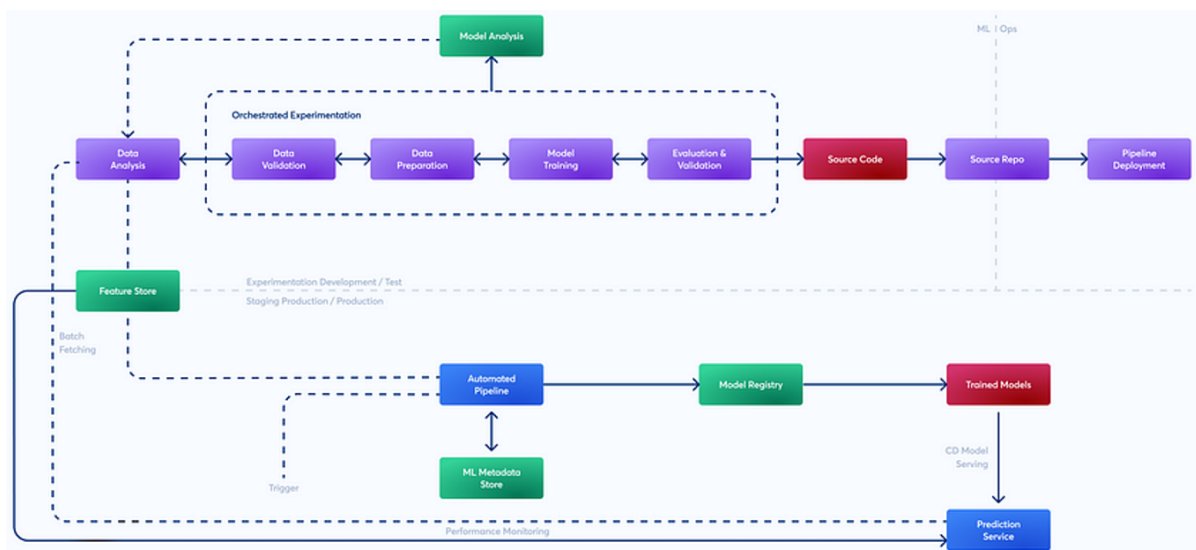 Model Analysis
ML Ops
Orchestrated Experimentation
Data
Analysis
Data
Validation
Data
Preparation
Model
Training
Evaluation &
Validation
Source Code
Source Repo
Pipeline
Deployment
Feature Store
Experimentation Development / Test
Staging Production / Production
Batch
Fetching
Automated
Pipeline
Model Registry
Trained Models
CD Model
Serving
ML Metadata
Store
Trigger
Performance Monitoring
Prediction
Service